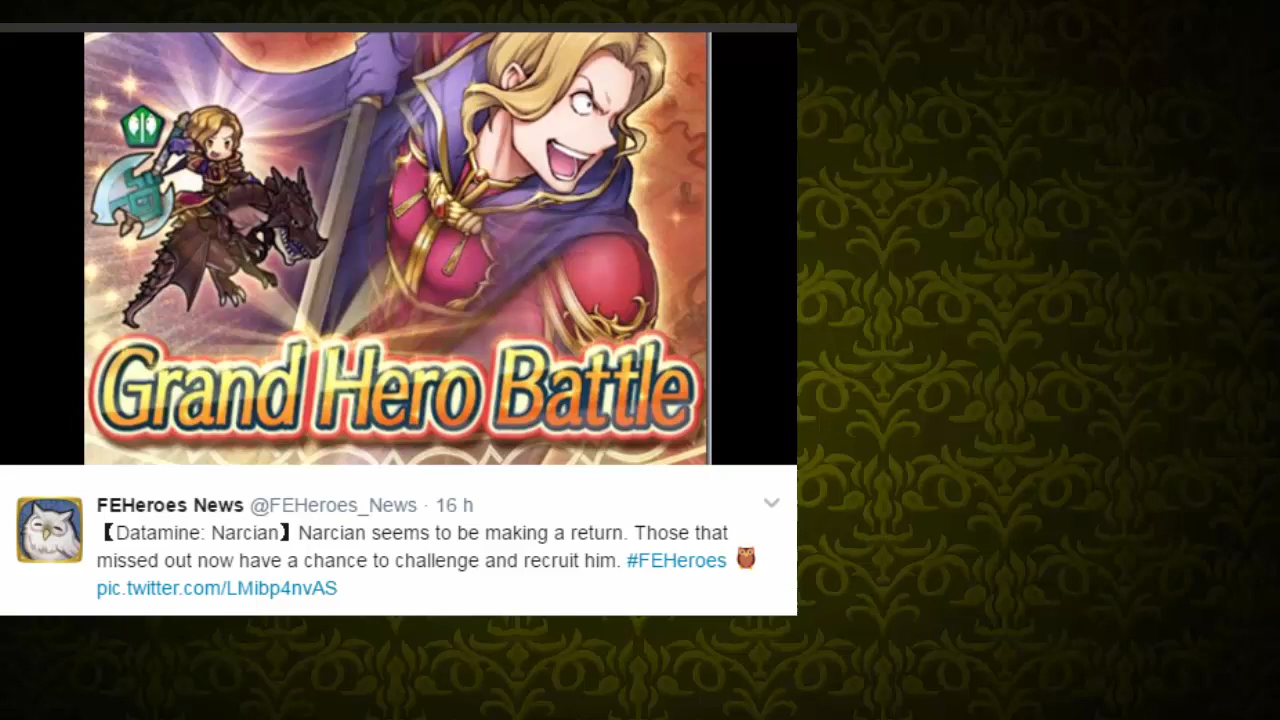 Grand Hero Battle
FEHeroes News @FEHeroes_News · 16 h
【Datamine: Narcian】Narcian seems to be making a return. Those that
missed out now have a chance to challenge and recruit him. #FEHeroes 🦉
pic.twitter.com/LMibp4nvAS